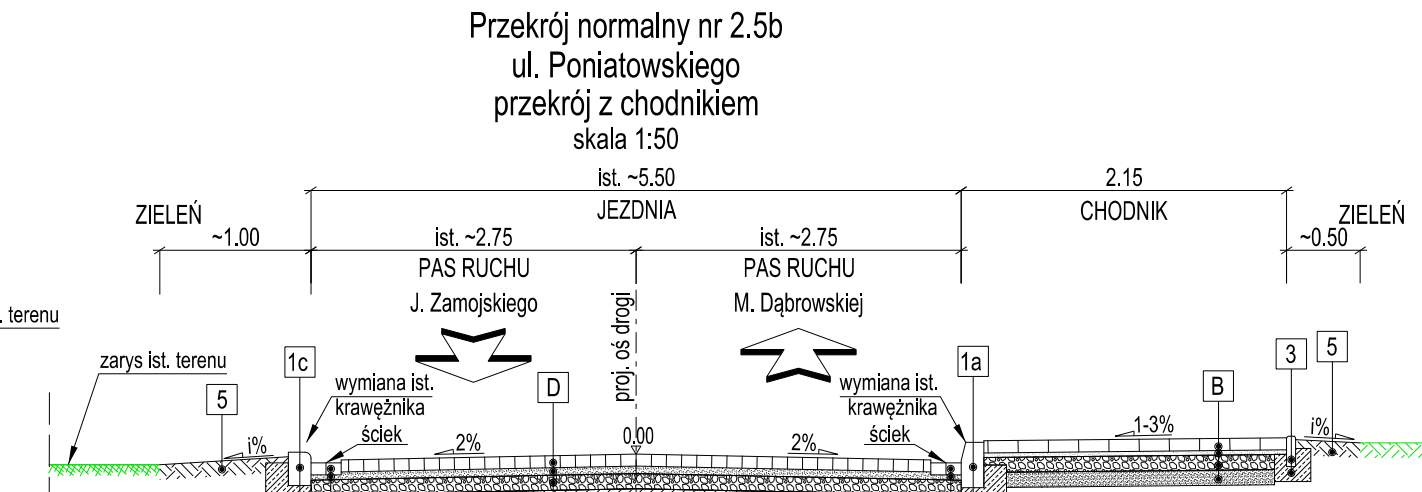 Przekrój normalny nr 2.5b
ul. Poniatowskiego
przekrój z chodnikiem
skala 1:50
ist. ~5.50
2.15
ZIELEŃ
JEZDNIA
CHODNIK
ZIELEŃ
~1.00
ist. ~2.75
ist. ~2.75
~0.50
PAS RUCHU
PAS RUCHU
J. Zamojskiego
M. Dąbrowskiej
proj. oś drogi
. terenu
zarys ist. terenu
5
1c
wymiana ist.
krawężnika
ściek
D
wymiana ist.
krawężnika
ściek
1a
B
3
5
i%
2%
0.00
2%
1-3%
i%